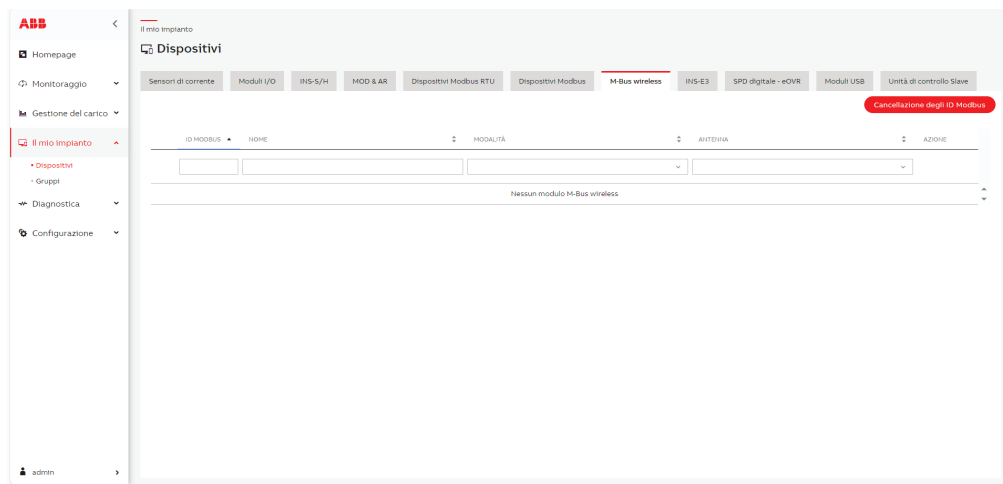 ABB
Homepage
Monitoraggio
Gestione del carico
Il mio impianto
• Dispositivi
- Gruppi
Diagnostica
Configurazione
admin
Il mio impianto
Dispositivi
Sensori di corrente Moduli I/O INS-S/H MOD & AR Dispositivi Modbus RTU Dispositivi Modbus M-Bus wireless INS-E3 SPD digitale - eOVR Moduli USB Unità di controllo Slave
Cancellazione degli ID Modbus
ID MODBUS NOME MODALITÀ ANTENNA AZIONE
Nessun modulo M-Bus wireless